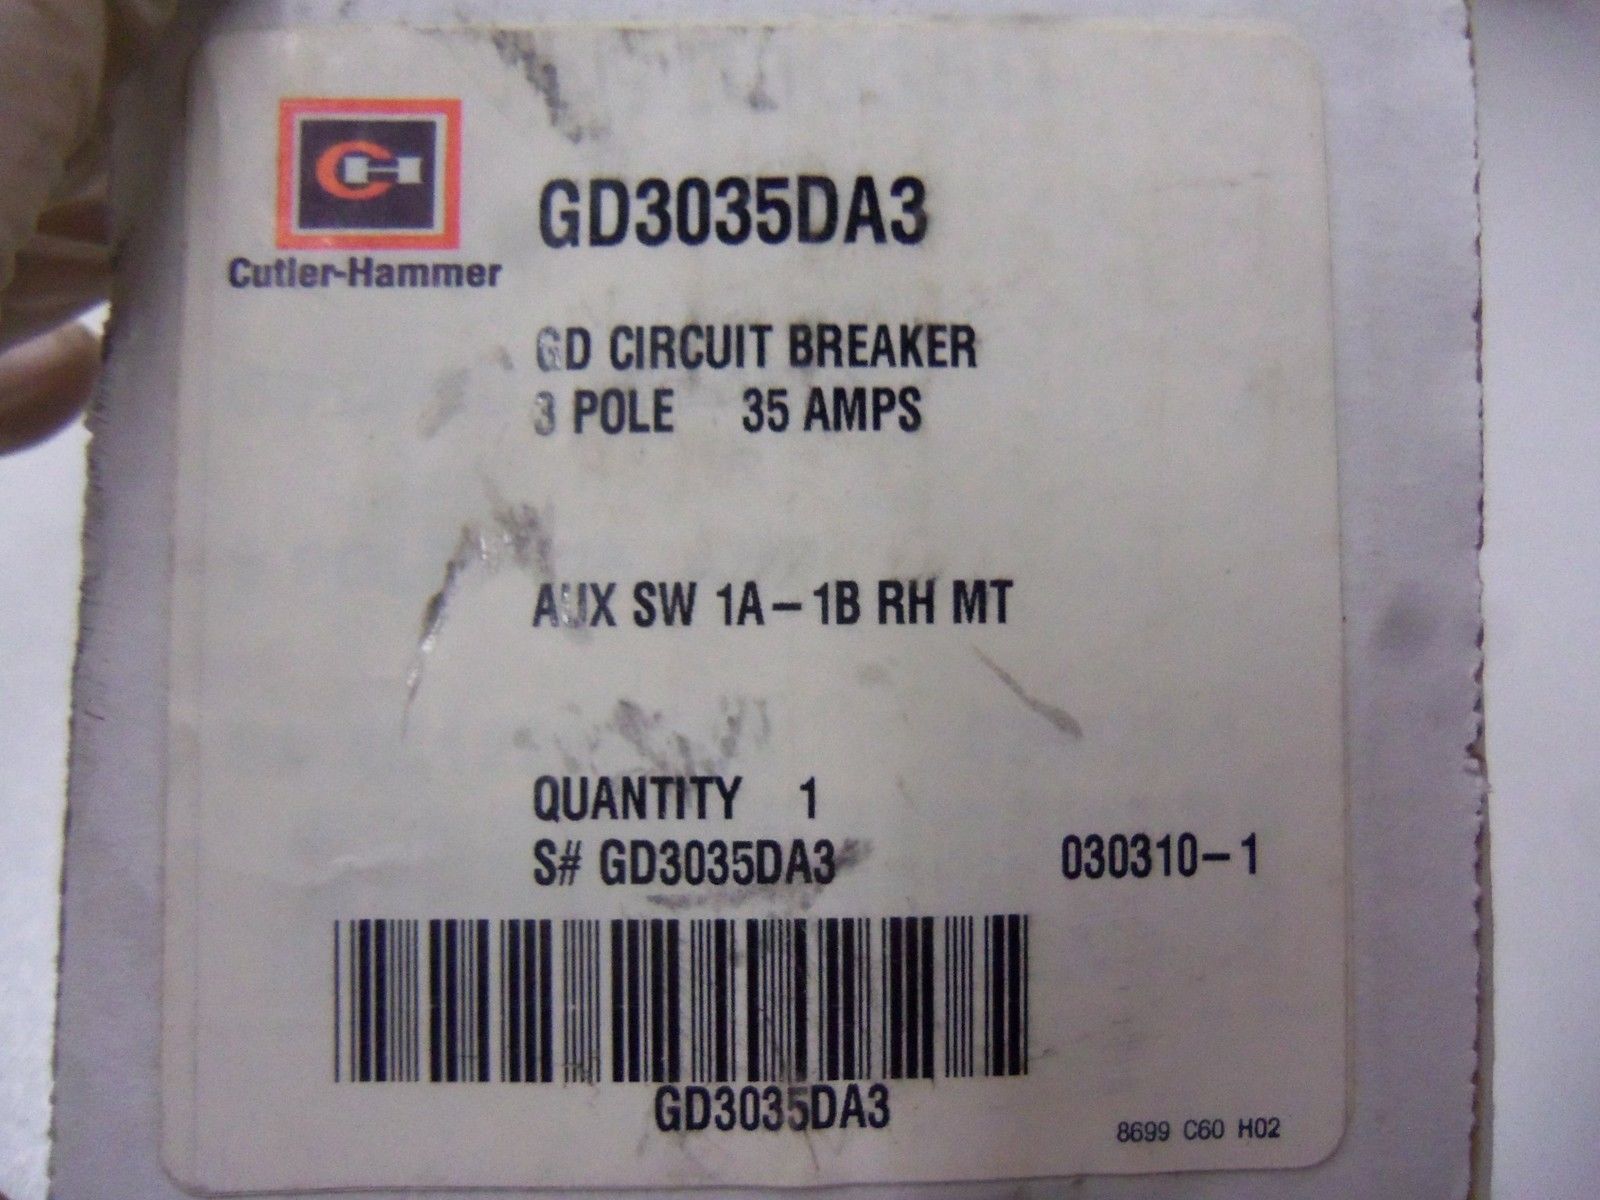 CH
Cutler-Hammer
GD3035DA3
GD CIRCUIT BREAKER
3 POLE 35 AMPS
AUX SW 1A-1B RH MT
QUANTITY 1
S# GD3035DA3 030310-1
GD3035DA3
8699 C60 H02